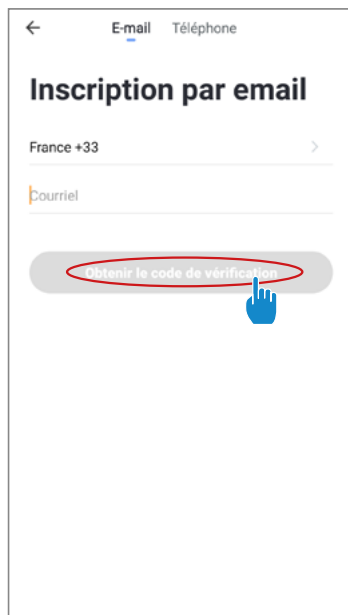 E-mail Téléphone
Inscription par email
France +33
Courriel
Obtenir le code de vérification